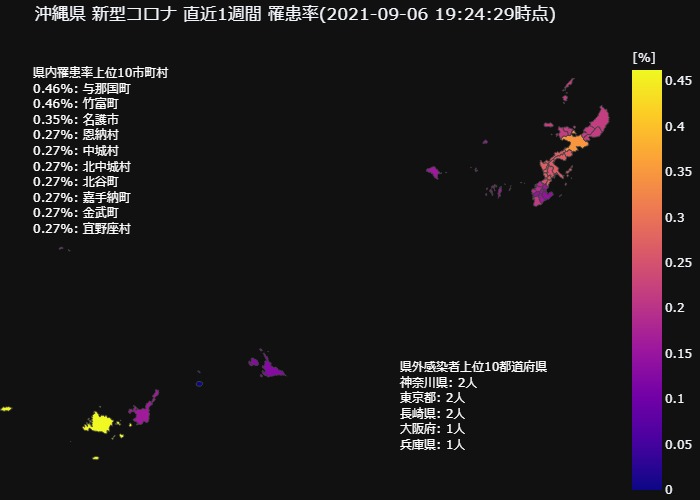 沖縄県 新型コロナ 直近1週間 罹患率(2021-09-06 19:24:29時点)
県内罹患率上位10市町村
0.46%: 与那国町
0.46%: 竹富町
0.35%: 名護市
0.27%: 恩納村
0.27%: 中城村
0.27%: 北中城村
0.27%: 北谷町
0.27%: 嘉手納町
0.27%: 金武町
0.27%: 宜野座村
[%]
0.45
0.4
0.35
0.3
0.25
0.2
0.15
0.1
0.05
0
県外感染者上位10都道府県
神奈川県: 2人
東京都: 2人
長崎県: 2人
大阪府: 1人
兵庫県: 1人